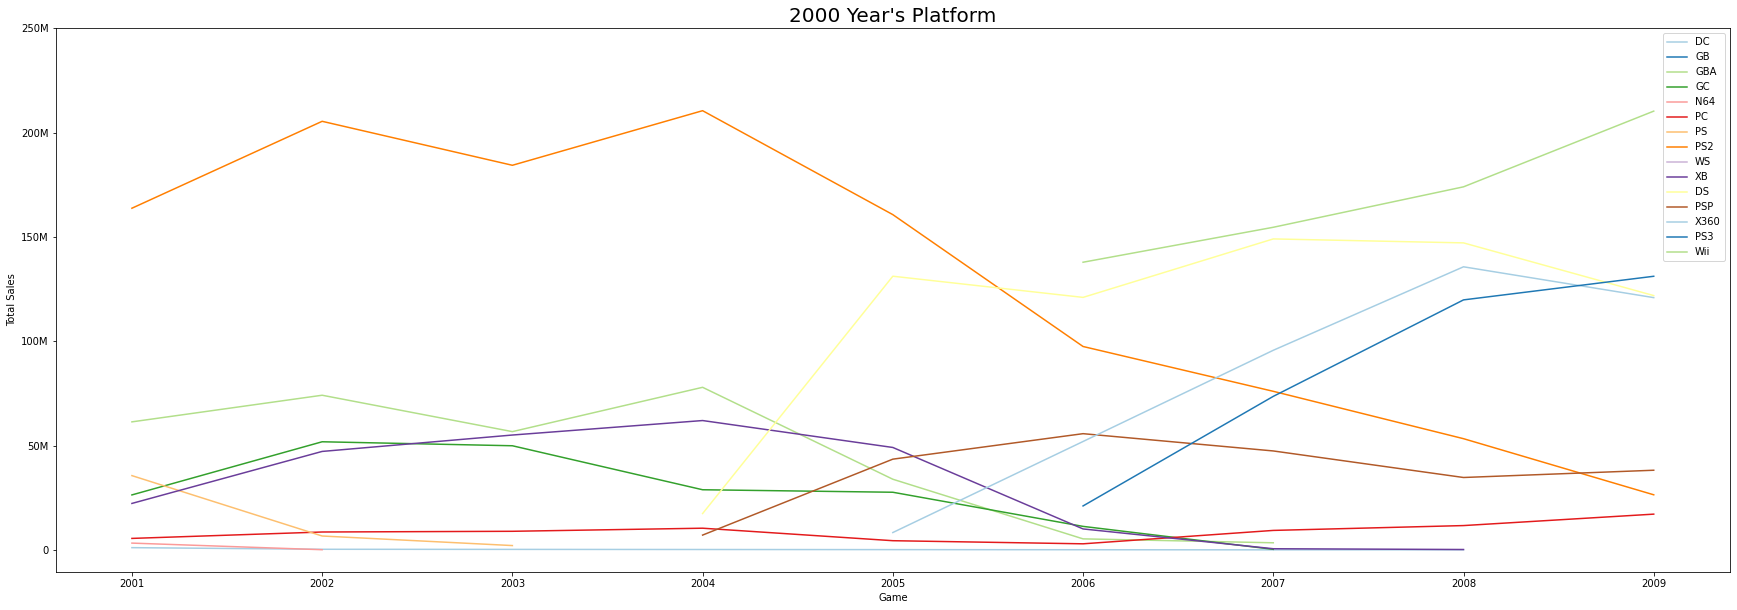 2000 Year's Platform
250M
200M
150M
100M
50M
0
Total Sales
2001 2002 2003 2004 2005 2006 2007 2008 2009
Game
DC
GB
GBA
GC
N64
PC
PS
PS2
WS
XB
DS
PSP
X360
PS3
Wii